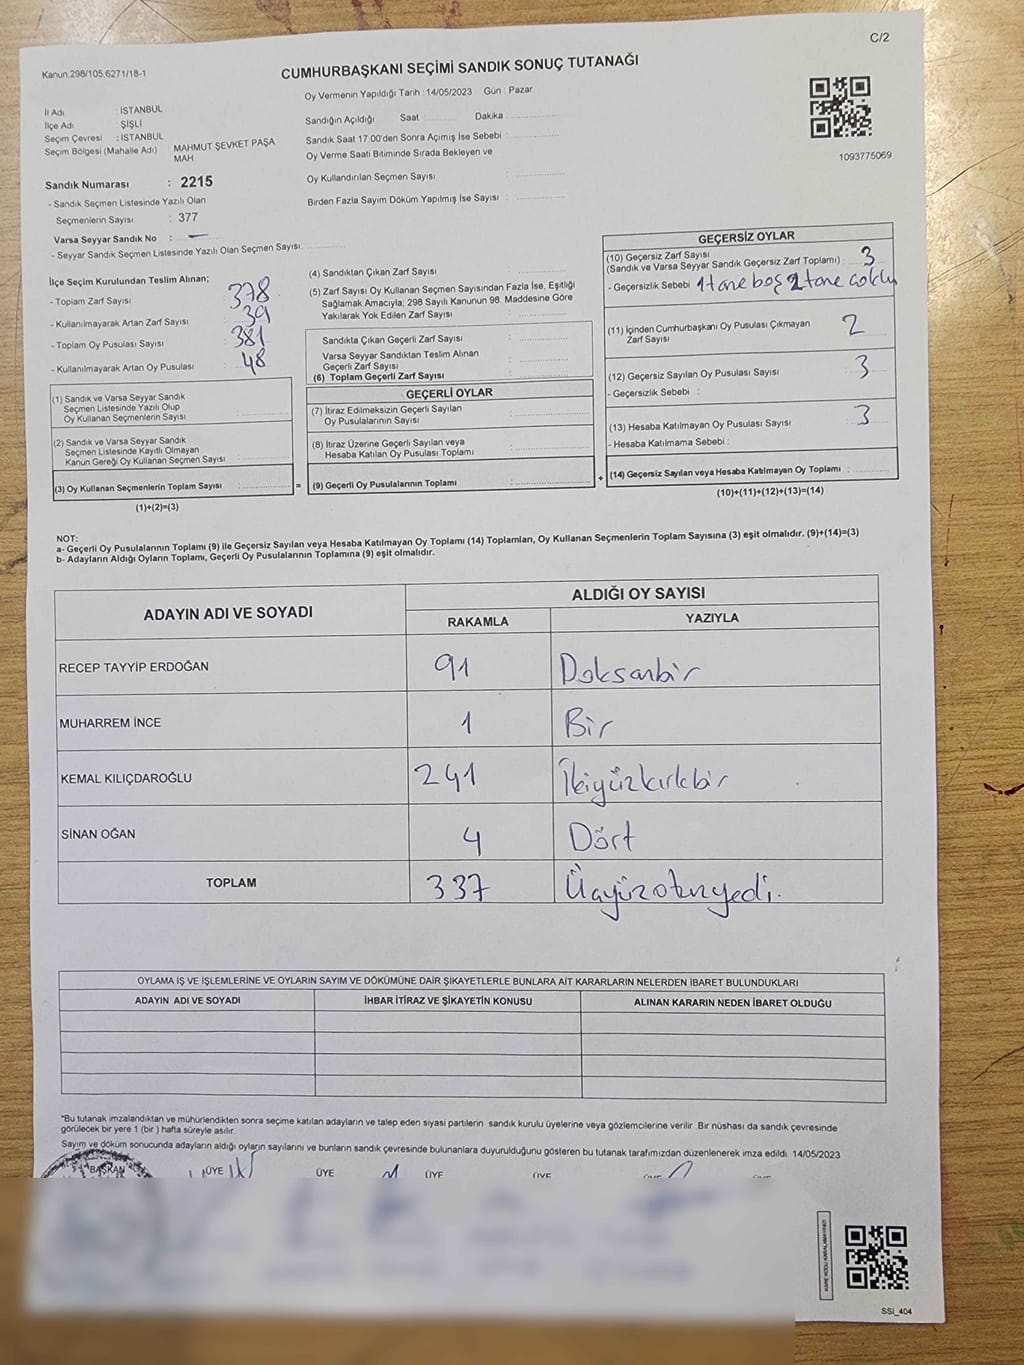 C/2
Kanun:298/105,6271/18-1
CUMHURBAŞKANI SEÇİMİ SANDIK SONUÇ TUTANAĞI
İl Adı : İSTANBUL
İlçe Adı : ŞİŞLİ
Seçim Çevresi : İSTANBUL
Seçim Bölgesi (Mahalle Adı) : MAHMUT ŞEVKET PAŞA MAH
Sandık Numarası : 2215
- Sandık Seçmen Listesinde Yazılı Olan
Seçmenlerin Sayısı : 377
Varsa Seyyar Sandık No : —
- Seyyar Sandık Seçmen Listesinde Yazılı Olan Seçmen Sayısı:
Oy Vermenin Yapıldığı Tarih : 14/05/2023 Gün : Pazar
Sandığın Açıldığı Saat Dakika :
Sandık Saat 17.00'den Sonra Açımış İse Sebebi :
Oy Verme Saati Bitiminde Sırada Bekleyen ve
Oy Kullandırılan Seçmen Sayısı :
Birden Fazla Sayım Döküm Yapılmış İse Sayısı :
1093775069
İlçe Seçim Kurulundan Teslim Alınan;
- Toplam Zarf Sayısı 378
- Kullanılmayarak Artan Zarf Sayısı 39
- Toplam Oy Pusulası Sayısı 381
- Kullanılmayarak Artan Oy Pusulası 48
(1) Sandık ve Varsa Seyyar Sandık
Seçmen Listesinde Yazılı Olup
Oy Kullanan Seçmenlerin Sayısı :
(2) Sandık ve Varsa Seyyar Sandık
Seçmen Listesinde Kayıtlı Olmayan
Kanun Gereği Oy Kullanan Seçmen Sayısı :
(3) Oy Kullanan Seçmenlerin Toplam Sayısı :
(1)+(2)=(3)
=
(4) Sandıktan Çıkan Zarf Sayısı :
(5) Zarf Sayısı Oy Kullanan Seçmen Sayısından Fazla İse, Eşitliği
Sağlamak Amacıyla; 298 Sayılı Kanunun 98. Maddesine Göre
Yakılarak Yok Edilen Zarf Sayısı :
Sandıkta Çıkan Geçerli Zarf Sayısı :
Varsa Seyyar Sandıktan Teslim Alınan
Geçerli Zarf Sayısı :
(6) Toplam Geçerli Zarf Sayısı :
GEÇERLİ OYLAR
(7) İtiraz Edilmeksizin Geçerli Sayılan
Oy Pusulalarının Sayısı :
(8) İtiraz Üzerine Geçerli Sayılan veya
Hesaba Katılan Oy Pusulası Toplamı :
(9) Geçerli Oy Pusulalarının Toplamı :
+
GEÇERSİZ OYLAR
(10) Geçersiz Zarf Sayısı
(Sandık ve Varsa Seyyar Sandık Geçersiz Zarf Toplamı) : 3
- Geçersizlik Sebebi : 1 tane boş 2 tane çoklu
(11) İçinden Cumhurbaşkanı Oy Pusulası Çıkmayan
Zarf Sayısı : 2
(12) Geçersiz Sayılan Oy Pusulası Sayısı : 3
- Geçersizlik Sebebi :
(13) Hesaba Katılmayan Oy Pusulası Sayısı : 3
- Hesaba Katılmama Sebebi :
(14) Geçersiz Sayılan veya Hesaba Katılmayan Oy Toplamı :
(10)+(11)+(12)+(13)=(14)
NOT:
a- Geçerli Oy Pusulalarının Toplamı (9) ile Geçersiz Sayılan veya Hesaba Katılmayan Oy Toplamı (14) Toplamları, Oy Kullanan Seçmenlerin Toplam Sayısına (3) eşit olmalıdır. (9)+(14)=(3)
b- Adayların Aldığı Oyların Toplamı, Geçerli Oy Pusulalarının Toplamına (9) eşit olmalıdır.
ADAYIN ADI VE SOYADI ALDIĞI OY SAYISI
RAKAMLA YAZIYLA
RECEP TAYYİP ERDOĞAN 91 Doksanbir
MUHARREM İNCE 1 Bir
KEMAL KILIÇDAROĞLU 241 İkiyüzkırkbir
SİNAN OĞAN 4 Dört
TOPLAM 337 Üçyüzotuzyedi.
OYLAMA İŞ VE İŞLEMLERİNE VE OYLARIN SAYIM VE DÖKÜMÜNE DAİR ŞİKAYETLERLE BUNLARA AİT KARARLARIN NELERDEN İBARET BULUNDUKLARI
ADAYIN ADI VE SOYADI İHBAR İTİRAZ VE ŞİKAYETİN KONUSU ALINAN KARARIN NEDEN İBARET OLDUĞU
*Bu tutanak imzalandıktan ve mühürlendikten sonra seçime katılan adayların ve talep eden siyasi partilerin sandık kurulu üyelerine veya gözlemcilerine verilir. Bir nüshası da sandık çevresinde
görülecek bir yere 1 (bir) hafta süreyle asılır.
Sayım ve döküm sonucunda adayların aldığı oyların sayılarını ve bunların sandık çevresinde bulunanlara duyurulduğunu gösteren bu tutanak tarafımızdan düzenlenerek imza edildi. 14/05/2023
BAŞKAN ÜYE ÜYE ÜYE ÜYE ÜYE ÜYE
SSİ_404